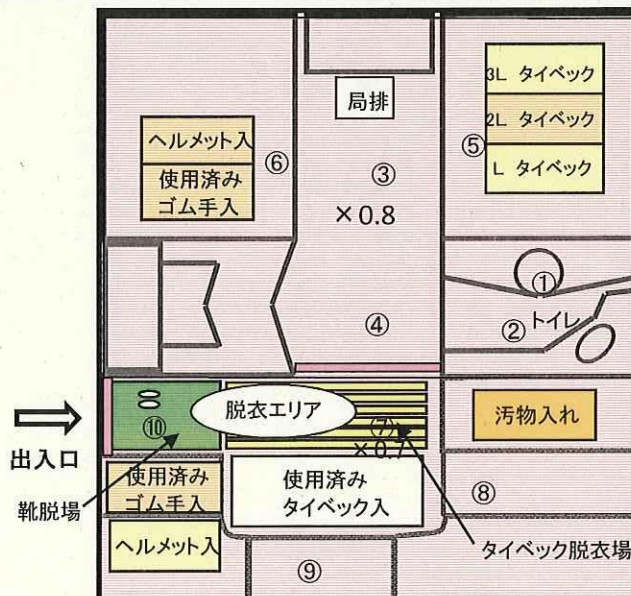 3L タイベック
2L タイベック
L タイベック
局排
ヘルメット入
使用済み
ゴム手入
⑥
③
⑤
×0.8
①
④
②
トイレ
脱衣エリア
⑩
⑦
×0.7
汚物入れ
出入口
使用済み
ゴム手入
使用済み
タイベック入
⑧
靴脱場
ヘルメット入
タイベック脱衣場
⑨